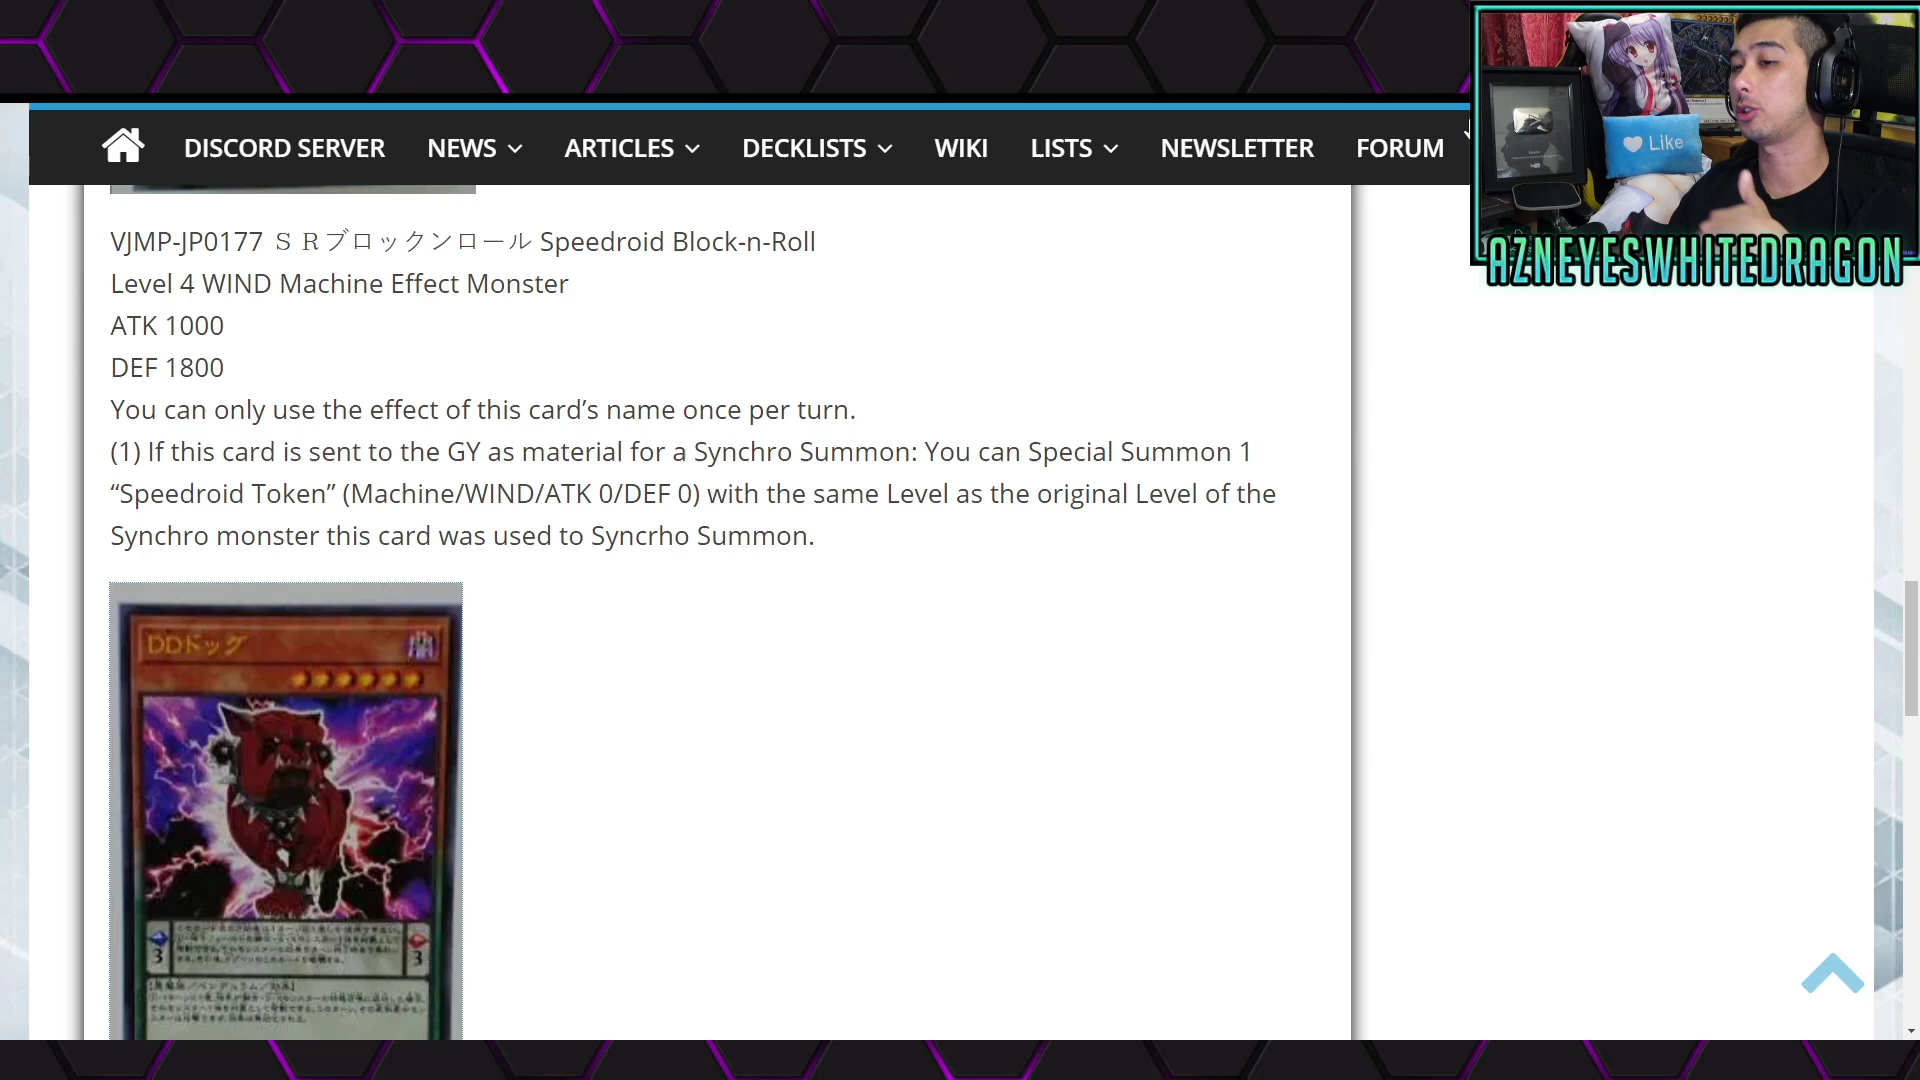 DISCORD SERVER NEWS ARTICLES DECKLISTS WIKI LISTS NEWSLETTER FORUM
Like
AZNEYESWHITEDRAGON
VJMP-JP0177 ＳＲブロックンロール Speedroid Block-n-Roll
Level 4 WIND Machine Effect Monster
ATK 1000
DEF 1800
You can only use the effect of this card’s name once per turn.
(1) If this card is sent to the GY as material for a Synchro Summon: You can Special Summon 1
“Speedroid Token” (Machine/WIND/ATK 0/DEF 0) with the same Level as the original Level of the
Synchro monster this card was used to Syncrho Summon.
DDドッグ
3 3